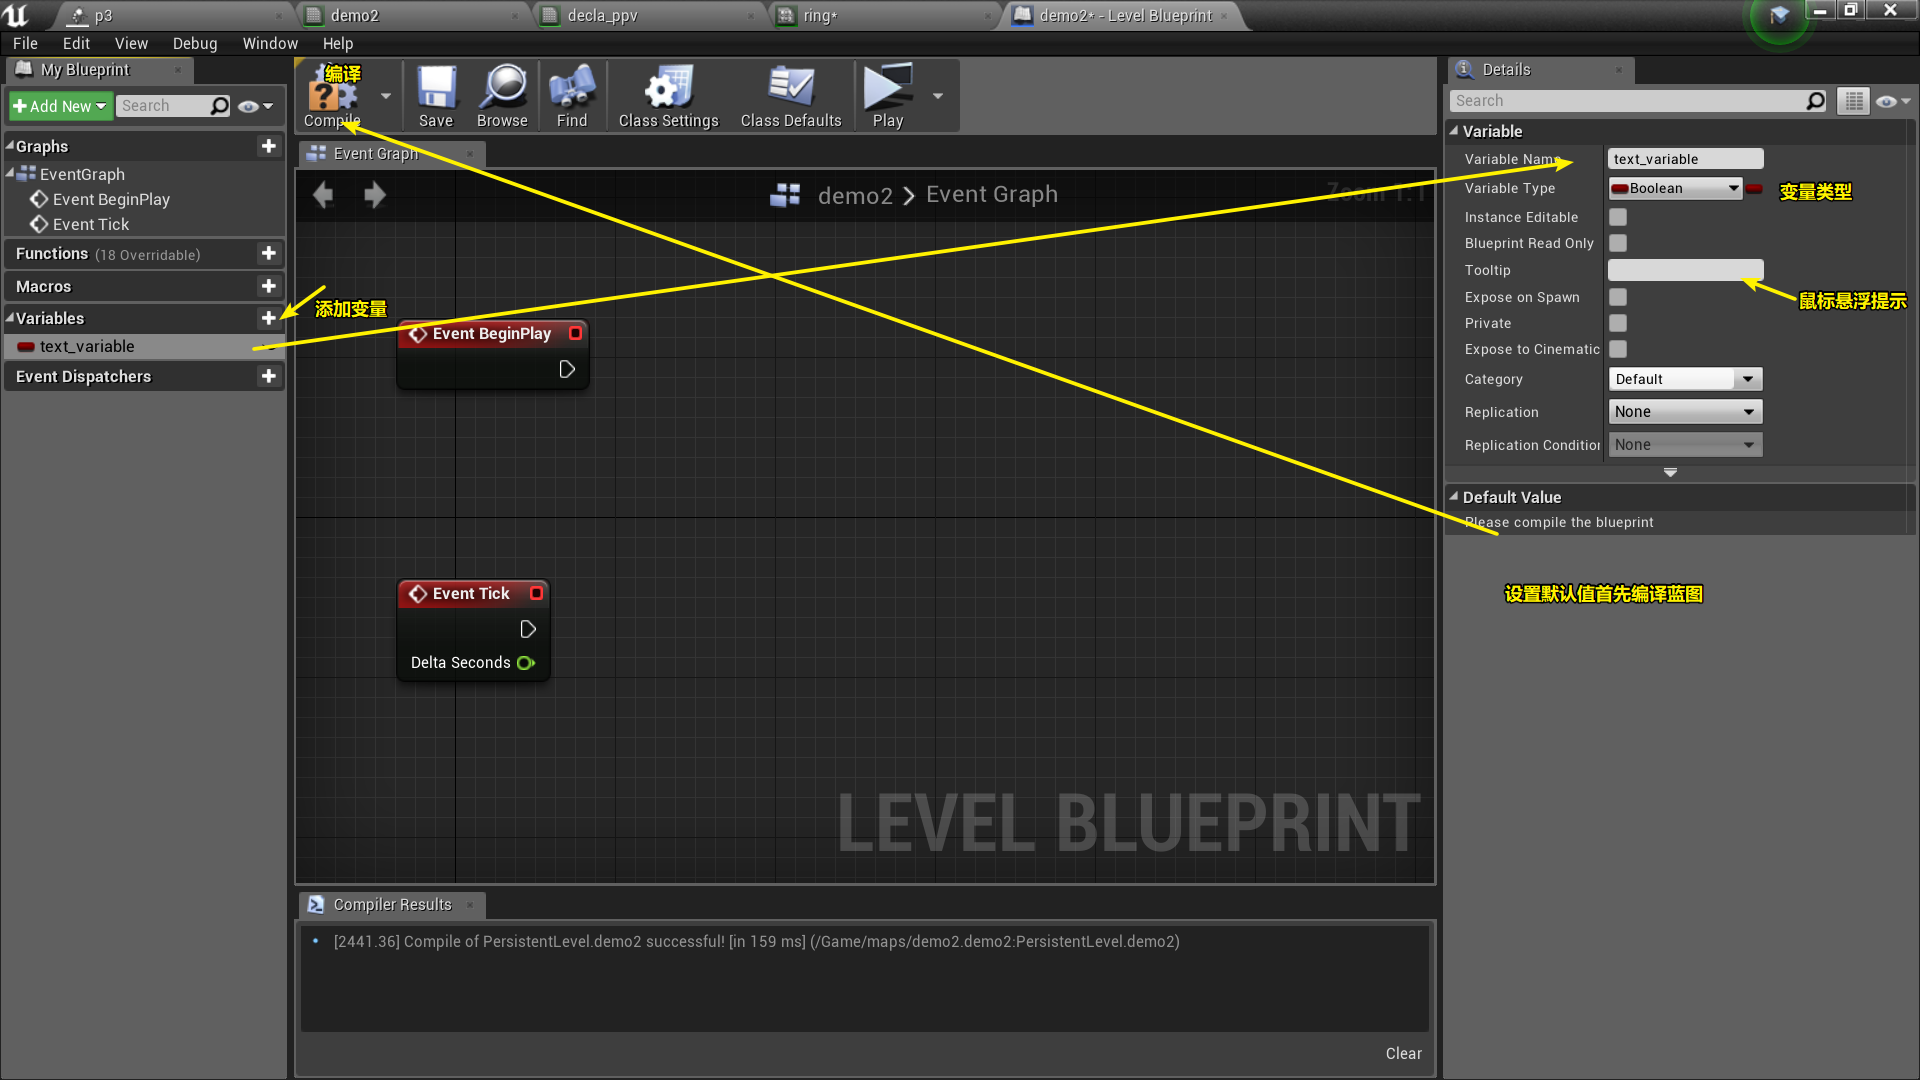 p3
demo2
decla_ppv
ring*
demo2* - Level Blueprint
File Edit View Debug Window Help
My Blueprint
Add New
Search
Graphs
EventGraph
Event BeginPlay
Event Tick
Functions (18 Overridable)
Macros
Variables
text_variable
Event Dispatchers
添加变量
编译
Compile
Save
Browse
Find
Class Settings
Class Defaults
Play
Event Graph
demo2 > Event Graph
Zoom 1:1
Event BeginPlay
Event Tick
Delta Seconds
LEVEL BLUEPRINT
Compiler Results
[2441.36] Compile of PersistentLevel.demo2 successful! [in 159 ms] (/Game/maps/demo2.demo2:PersistentLevel.demo2)
Clear
Details
Search
Variable
Variable Name text_variable
Variable Type Boolean
变量类型
Instance Editable
Blueprint Read Only
Tooltip
鼠标悬浮提示
Expose on Spawn
Private
Expose to Cinematic
Category Default
Replication None
Replication Condition None
Default Value
Please compile the blueprint
设置默认值首先编译蓝图